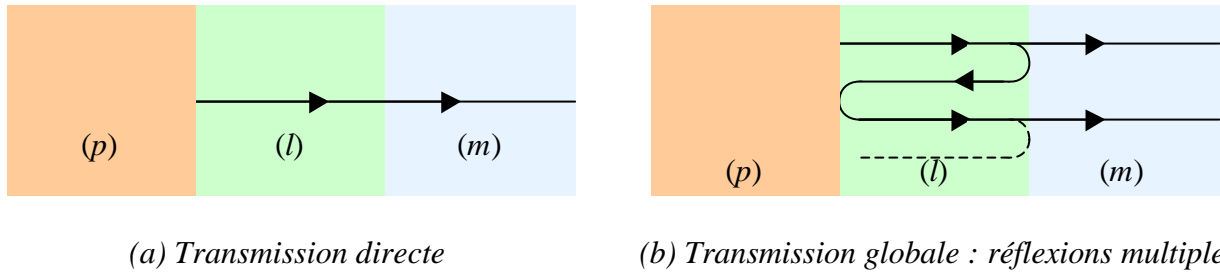 (p) (l) (m)
(p) (l) (m)
(a) Transmission directe
(b) Transmission globale : réflexions multiple